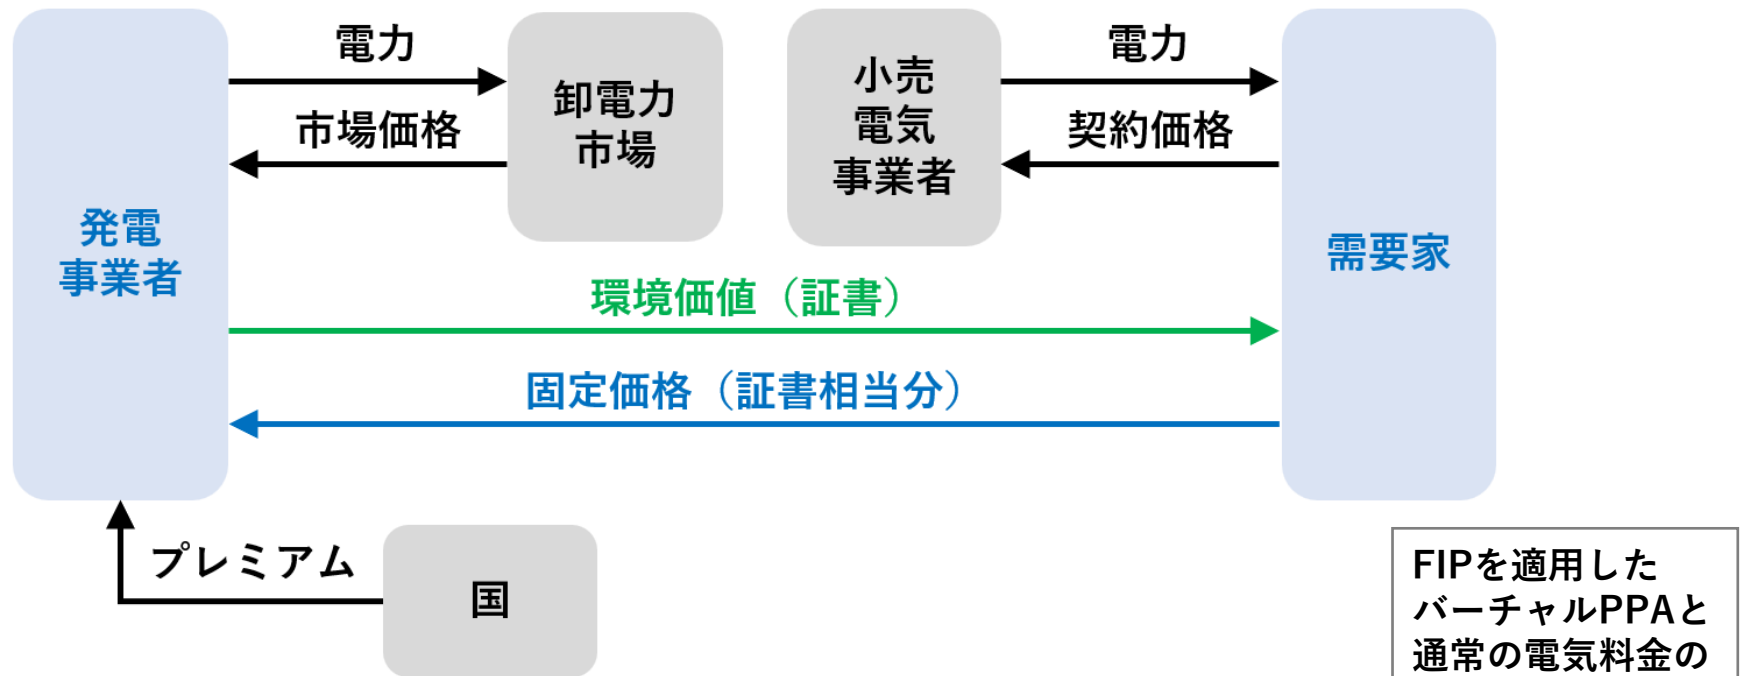 発電
事業者
電力
市場価格
卸電力
市場
小売
電気
事業者
電力
契約価格
需要家
環境価値（証書）
固定価格（証書相当分）
プレミアム
国
FIPを適用した
バーチャルPPAと
通常の電気料金の